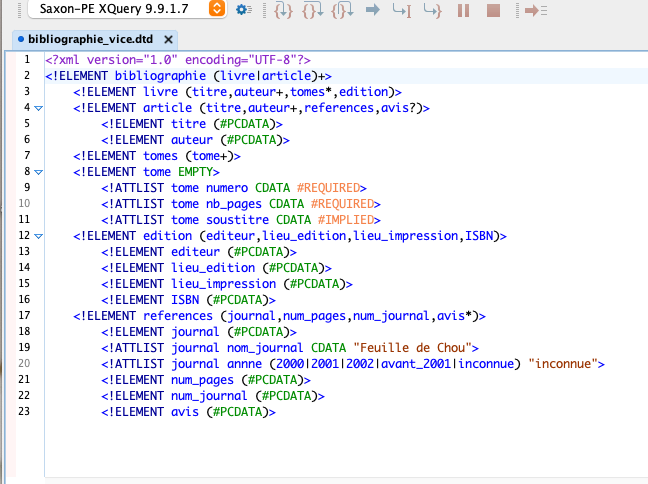 Saxon-PE XQuery 9.9.1.7
bibliographie_vice.dtd
1 <?xml version="1.0" encoding="UTF-8"?>
2 <!ELEMENT bibliographie (livre|article)+>
3 <!ELEMENT livre (titre,auteur+,tomes*,edition)>
4 <!ELEMENT article (titre,auteur+,references,avis?)>
5 <!ELEMENT titre (#PCDATA)>
6 <!ELEMENT auteur (#PCDATA)>
7 <!ELEMENT tomes (tome+)>
8 <!ELEMENT tome EMPTY>
9 <!ATTLIST tome numero CDATA #REQUIRED>
10 <!ATTLIST tome nb_pages CDATA #REQUIRED>
11 <!ATTLIST tome soustitre CDATA #IMPLIED>
12 <!ELEMENT edition (editeur,lieu_edition,lieu_impression,ISBN)>
13 <!ELEMENT editeur (#PCDATA)>
14 <!ELEMENT lieu_edition (#PCDATA)>
15 <!ELEMENT lieu_impression (#PCDATA)>
16 <!ELEMENT ISBN (#PCDATA)>
17 <!ELEMENT references (journal,num_pages,num_journal,avis*)>
18 <!ELEMENT journal (#PCDATA)>
19 <!ATTLIST journal nom_journal CDATA "Feuille de Chou">
20 <!ATTLIST journal annne (2000|2001|2002|avant_2001|inconnue) "inconnue">
21 <!ELEMENT num_pages (#PCDATA)>
22 <!ELEMENT num_journal (#PCDATA)>
23 <!ELEMENT avis (#PCDATA)>